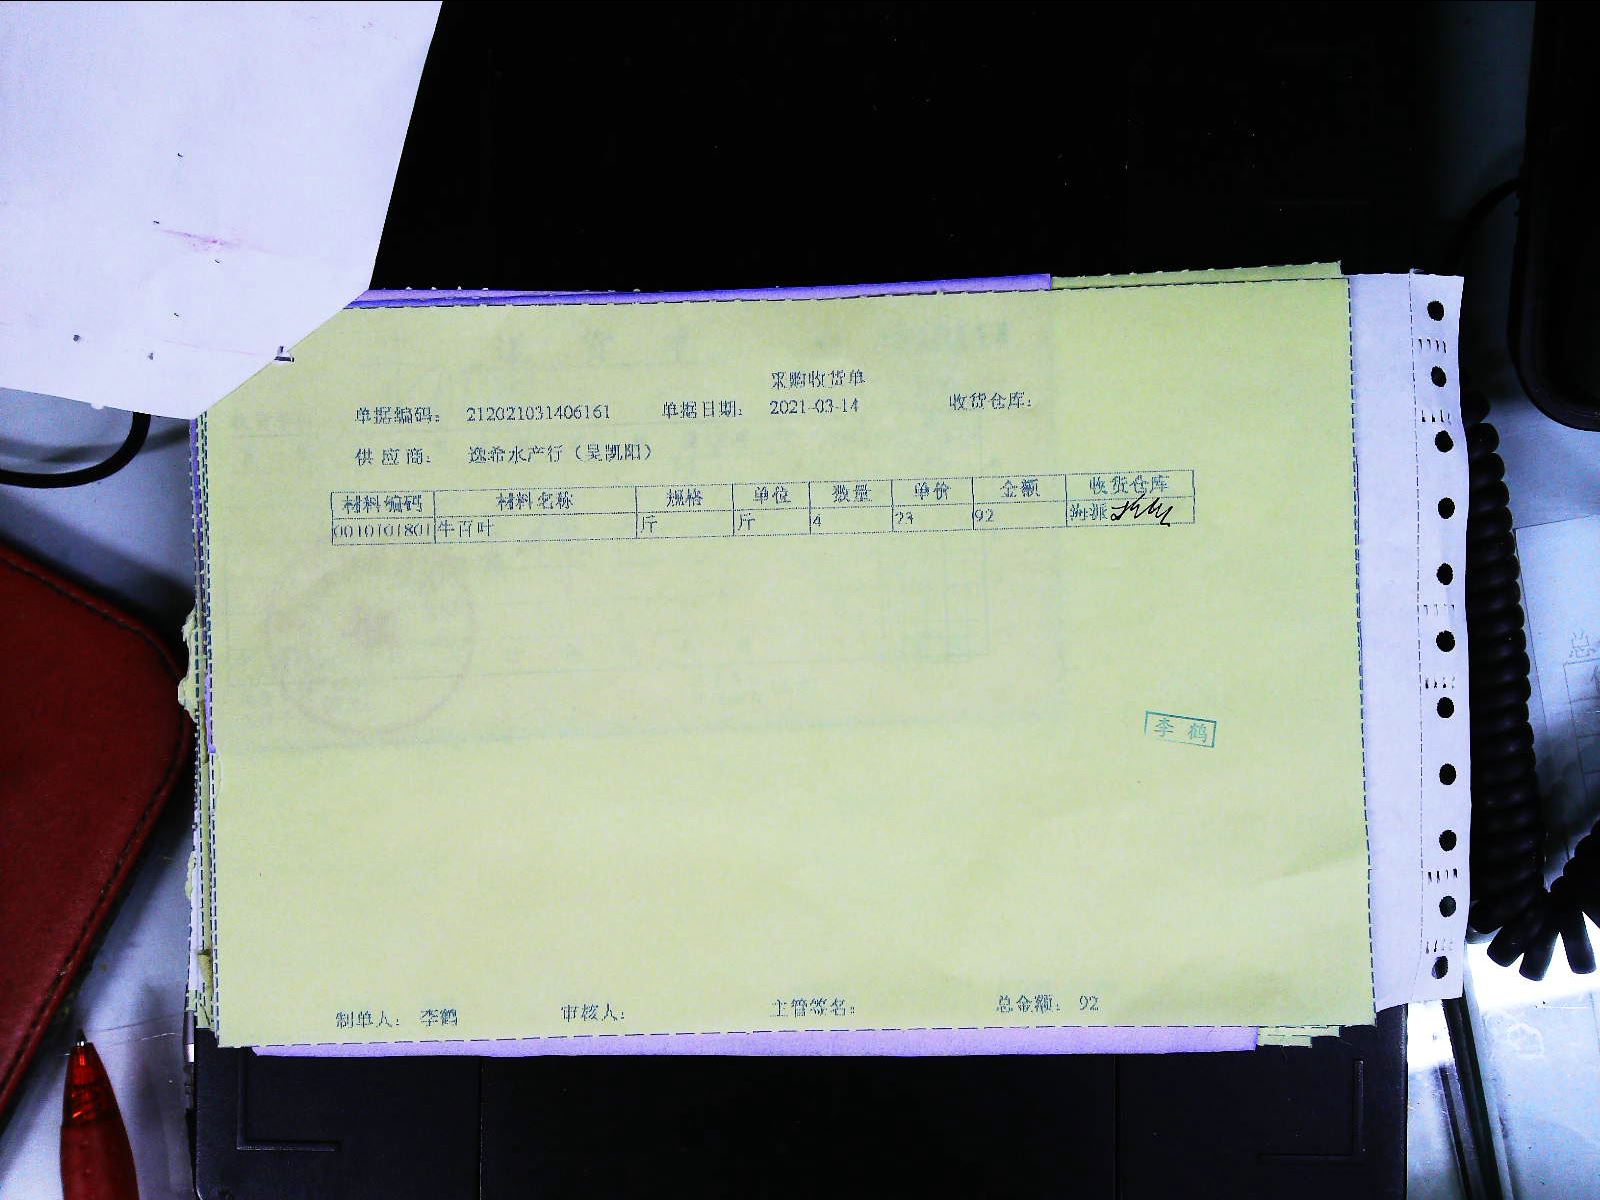 采购收货单
单据编码： 212021031406161 单据日期： 2021-03-14 收货仓库：
供应商： 逸希水产行（吴凯阳）
材料编码 材料名称 规格 单位 数量 单价 金额 收货仓库
0010101801 牛百叶 斤 斤 4 23 92 海派
李鹤
制单人： 李鹤 审核人： 主管签名： 总金额： 92